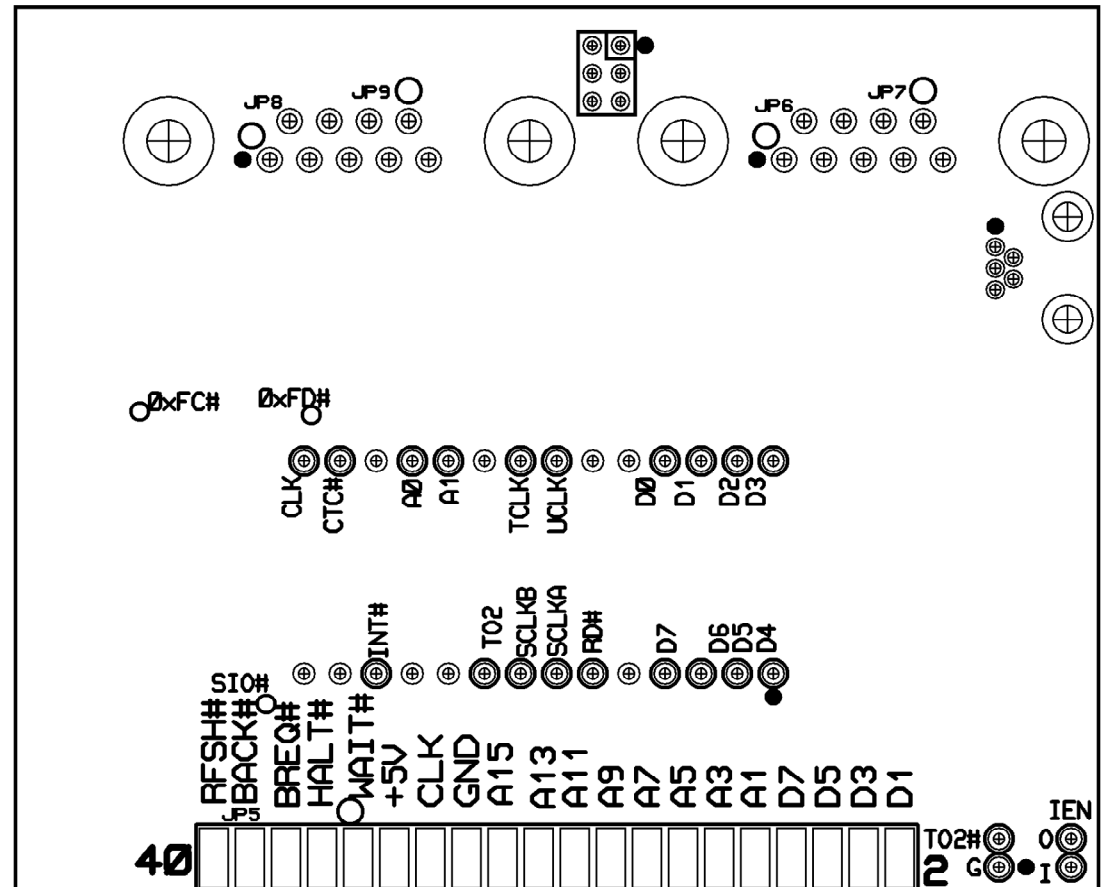 JP9 JP7
JP8 JP6
0xFC# 0xFD#
CLK CTC# A0 A1 TCLK UCLK D0 D1 D2 D3
INT# TO2 SCLKB SCLKA RD# D7 D6 D5 D4
SIO#
RFSH# BACK# BREQ# HALT# WAIT# +5V CLK GND A15 A13 A11 A9 A7 A5 A3 A1 D7 D5 D3 D1
JP5
IEN
TO2# O
40 2 G I